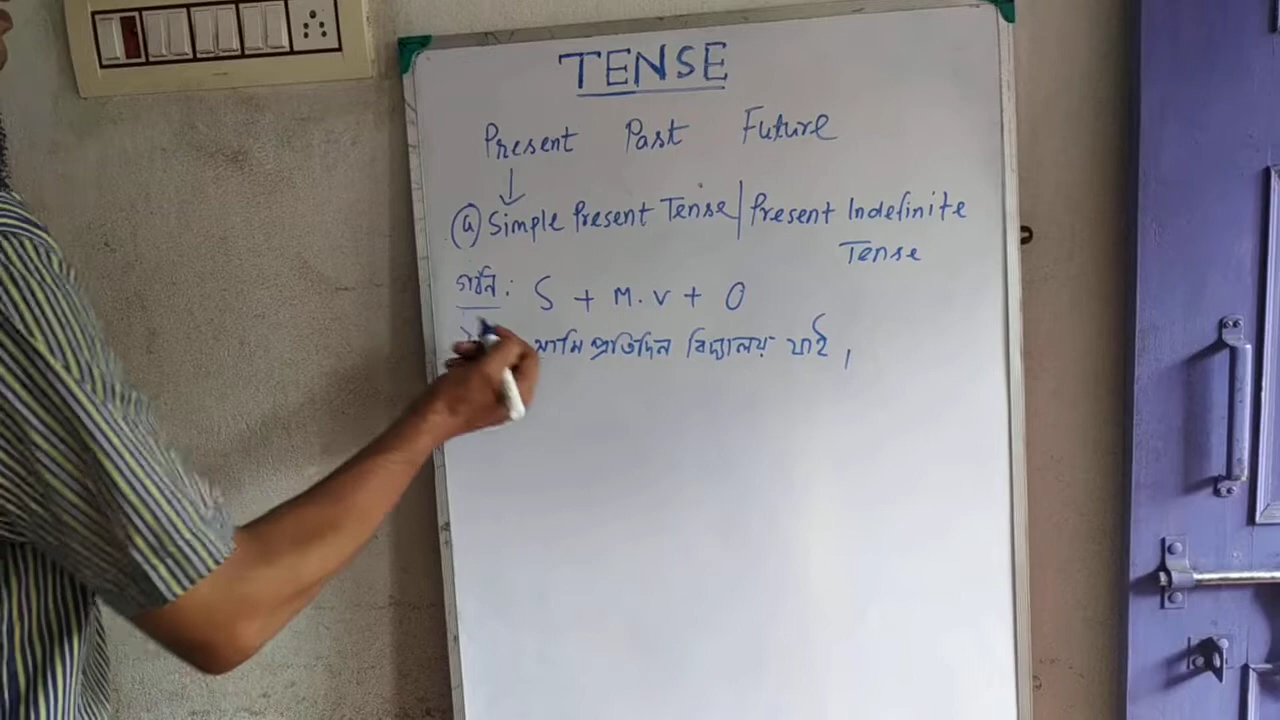 TENSE
Present Past Future
(a) Simple Present Tense | Present Indefinite
Tense
গঠন: S + M.V + O
আমি প্রতিদিন বিদ্যালয় যাই,